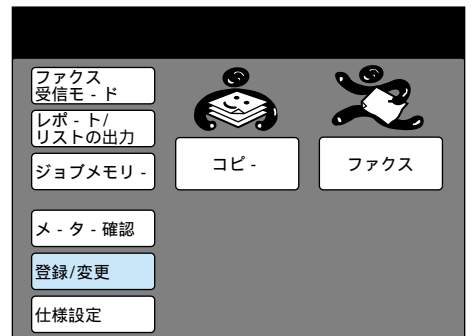 ファクス
受信モ - ド
レポ - ト/
リストの出力
ジョブメモリ -
コピ -
ファクス
メ - タ - 確認
登録/変更
仕様設定